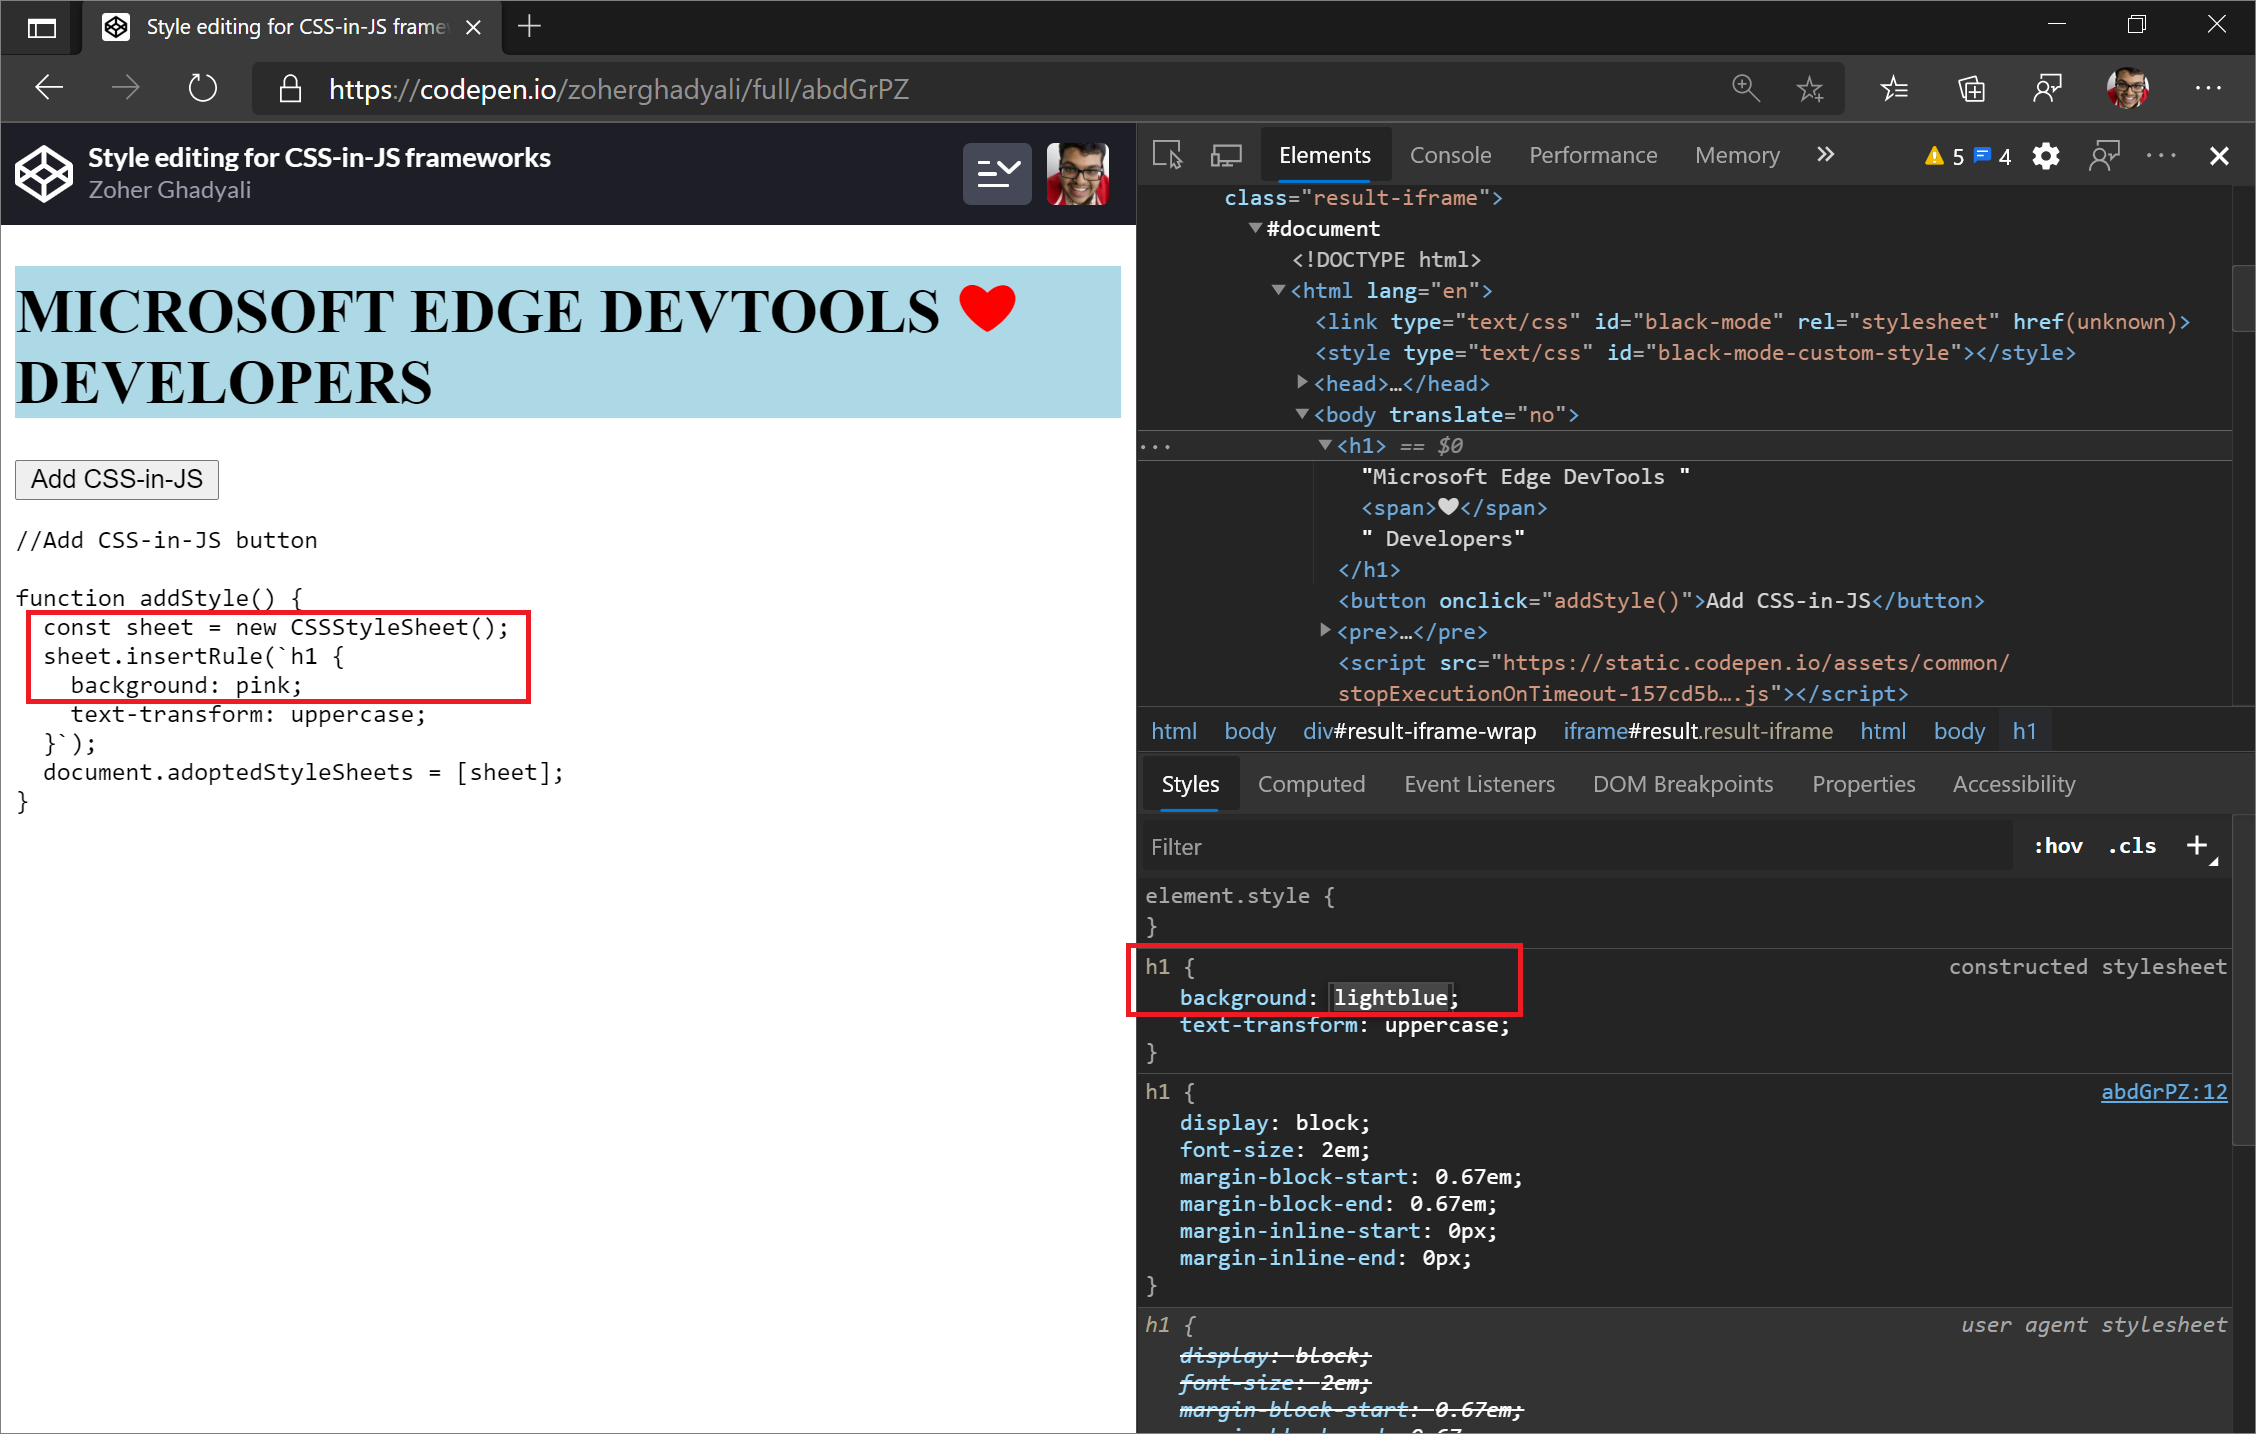 Style editing for CSS-in-JS frame
https://codepen.io/zoherghadyali/full/abdGrPZ
Style editing for CSS-in-JS frameworks
Zoher Ghadyali
MICROSOFT EDGE DEVTOOLS ❤
DEVELOPERS
Add CSS-in-JS
//Add CSS-in-JS button
function addStyle() {
const sheet = new CSSStyleSheet();
sheet.insertRule(`h1 {
background: pink;
text-transform: uppercase;
}`);
document.adoptedStyleSheets = [sheet];
}
Elements Console Performance Memory » 5 4
class="result-iframe">
#document
<!DOCTYPE html>
<html lang="en">
<link type="text/css" id="black-mode" rel="stylesheet" href(unknown)>
<style type="text/css" id="black-mode-custom-style"></style>
<head>…</head>
<body translate="no">
... <h1> == $0
"Microsoft Edge DevTools "
<span>♥</span>
" Developers"
</h1>
<button onclick="addStyle()">Add CSS-in-JS</button>
<pre>…</pre>
<script src="https://static.codepen.io/assets/common/
stopExecutionOnTimeout-157cd5b….js"></script>
html body div#result-iframe-wrap iframe#result.result-iframe html body h1
Styles Computed Event Listeners DOM Breakpoints Properties Accessibility
Filter :hov .cls +
element.style {
}
h1 { constructed stylesheet
background: lightblue;
text-transform: uppercase;
}
h1 { abdGrPZ:12
display: block;
font-size: 2em;
margin-block-start: 0.67em;
margin-block-end: 0.67em;
margin-inline-start: 0px;
margin-inline-end: 0px;
}
h1 { user agent stylesheet
display: block;
font-size: 2em;
margin-block-start: 0.67em;